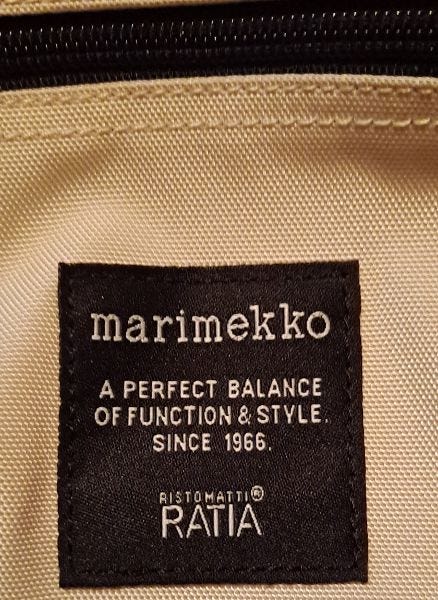 marimekko
A PERFECT BALANCE
OF FUNCTION & STYLE.
SINCE 1966.
RISTOMATTI®
RATIA